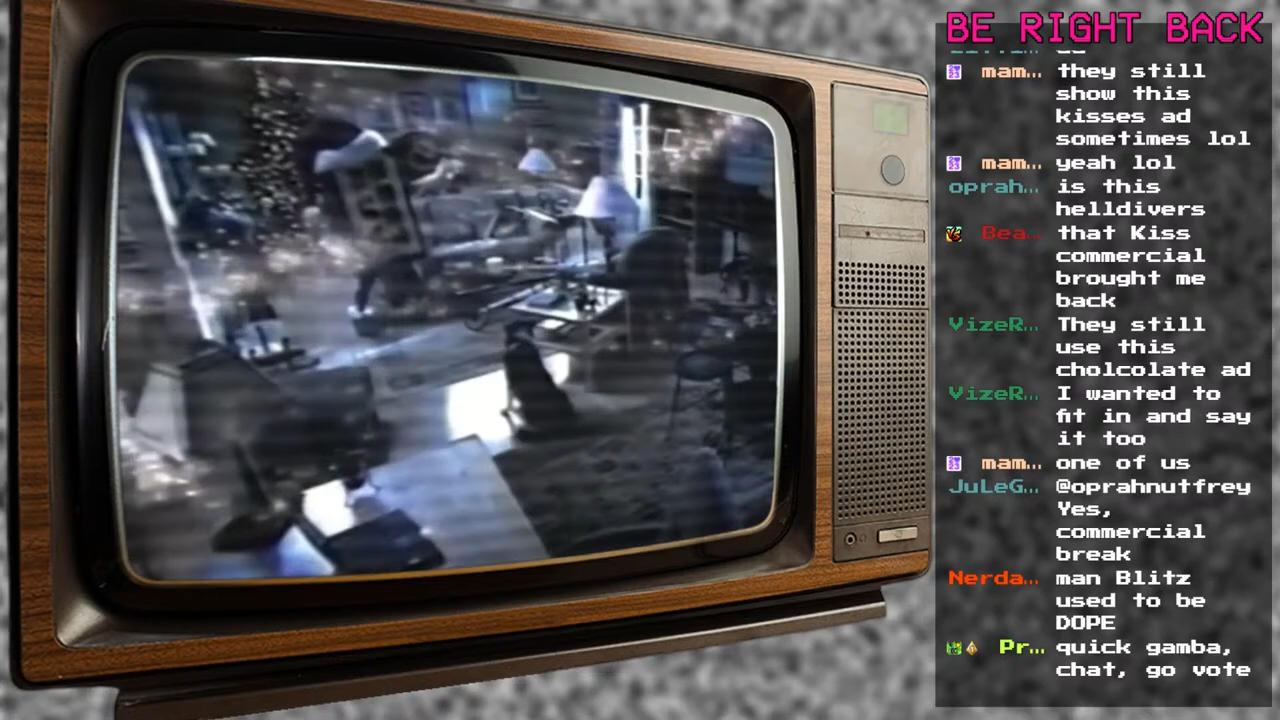 BE RIGHT BACK
mam... they still
show this
kisses ad
sometimes lol
mam... yeah lol
oprah... is this
helldivers
Bea... that Kiss
commercial
brought me
back
VizeR... They still
use this
cholcolate ad
VizeR... I wanted to
fit in and say
it too
mam... one of us
JuLeG... @oprahnutfrey
Yes,
commercial
break
Nerda... man Blitz
used to be
DOPE
Pr... quick gamba,
chat, go vote